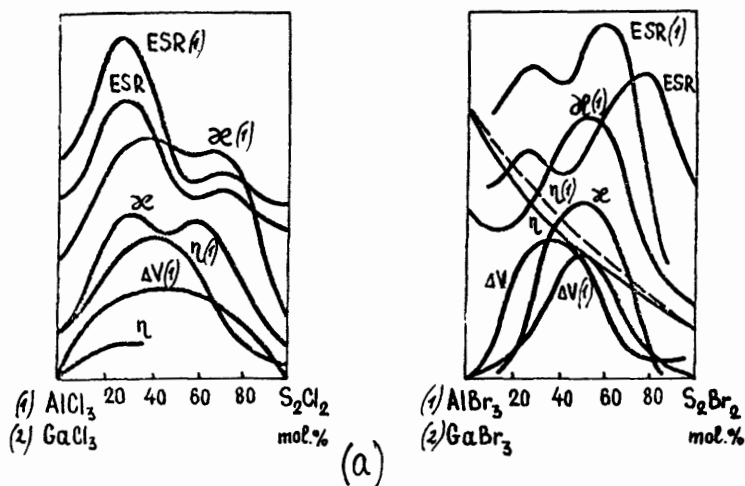 ESR(1)
ESR
æ(1)
æ
η(1)
ΔV(1)
η
(1) AlCl₃ 20 40 60 80 S₂Cl₂
(2) GaCl₃ mol.%
ESR(1)
ESR
æ(1)
η(1)
æ
η
ΔV
ΔV(1)
(1) AlBr₃ 20 40 60 80 S₂Br₂
(2) GaBr₃ mol.%
(a)